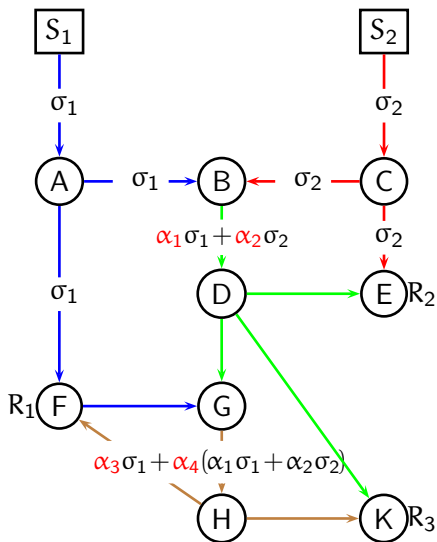 S₁ S₂
σ₁ σ₂
A σ₁ B σ₂ C
α₁σ₁ + α₂σ₂ σ₂
σ₁ D E R₂
R₁ F G
α₃σ₁ + α₄(α₁σ₁ + α₂σ₂)
H K R₃